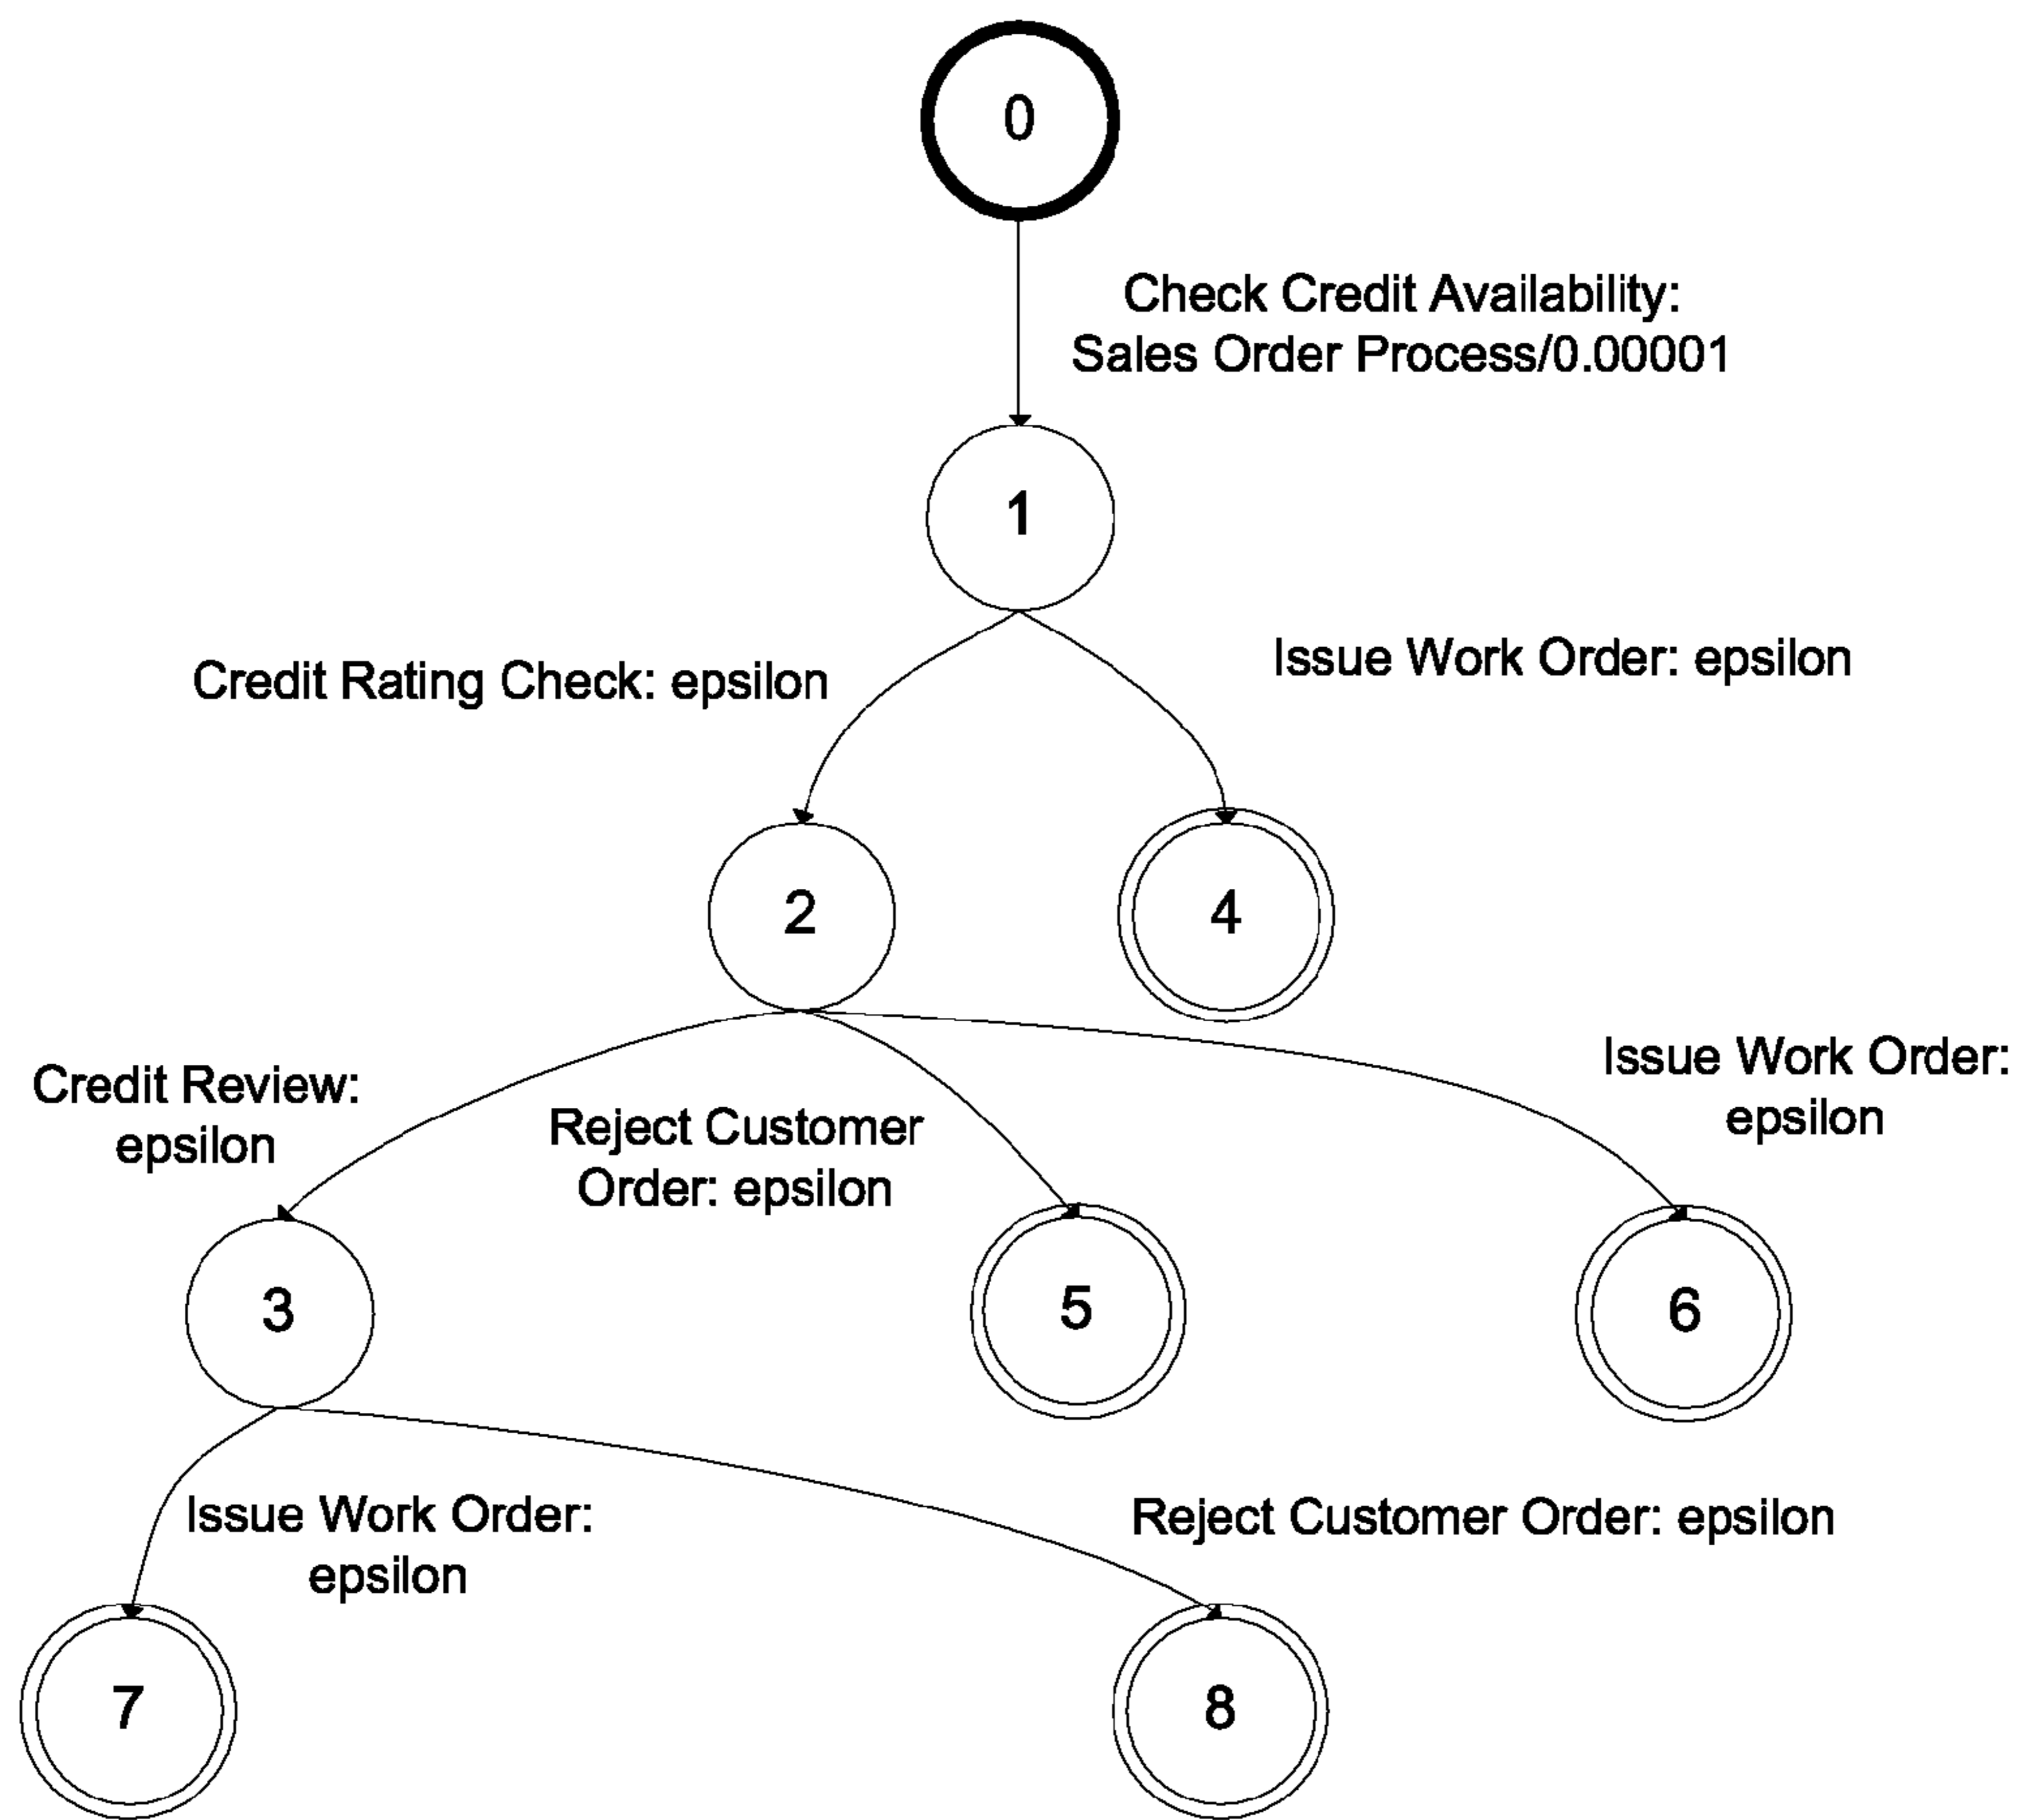 0
Check Credit Availability:
Sales Order Process/0.00001
1
Credit Rating Check: epsilon
Issue Work Order: epsilon
2
4
Credit Review:
epsilon
Reject Customer
Order: epsilon
Issue Work Order:
epsilon
3
5
6
Issue Work Order:
epsilon
Reject Customer Order: epsilon
7
8